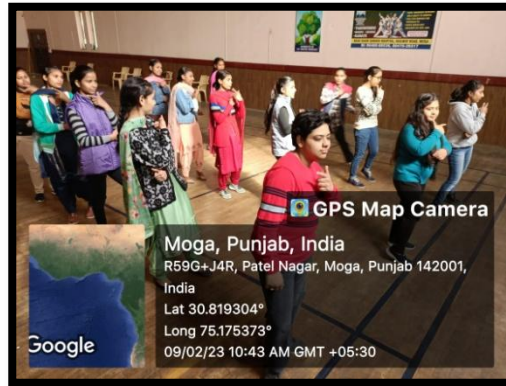 GPS Map Camera
Moga, Punjab, India
R59G+J4R, Patel Nagar, Moga, Punjab 142001,
India
Lat 30.819304°
Long 75.175373°
09/02/23 10:43 AM GMT +05:30
Google